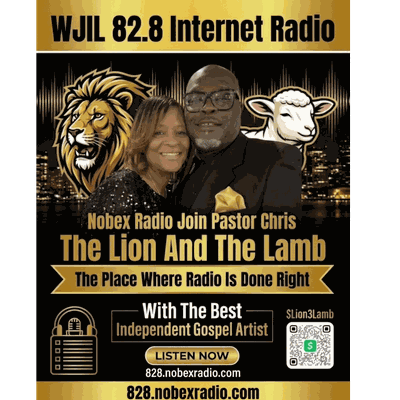 WJIL 82.8 Internet Radio
Nobex Radio Join Pastor Chris
The Lion And The Lamb
The Place Where Radio Is Done Right
With The Best
Independent Gospel Artist
$Lion3Lamb
LISTEN NOW
828.nobexradio.com
828.nobexradio.com